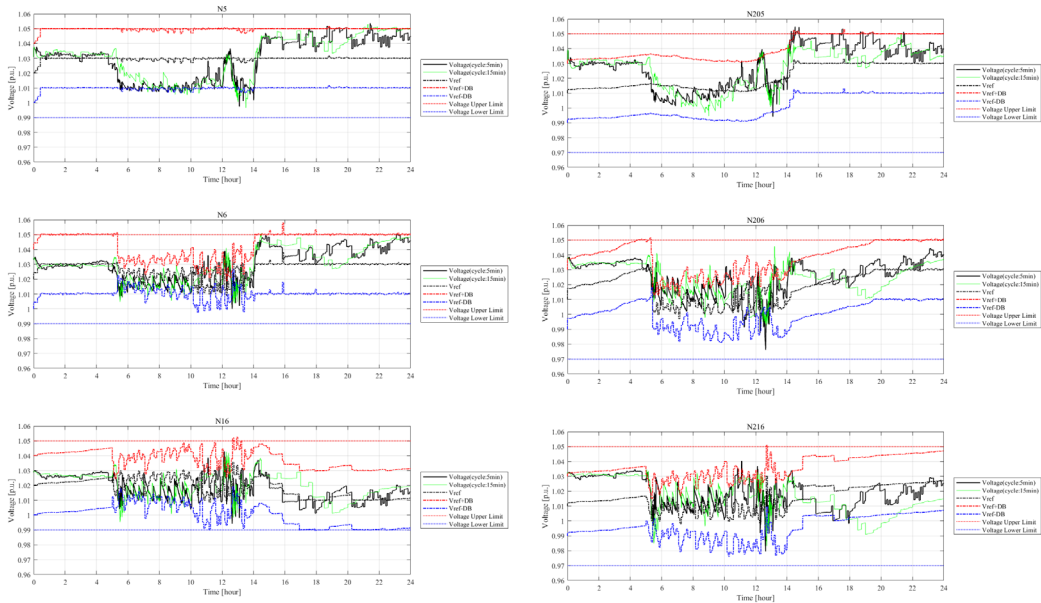 N5
1.06
1.05
1.04
1.03
1.02
1.01
1
0.99
0.98
0.97
0.96
Voltage [p.u.]
0 2 4 6 8 10 12 14 16 18 20 22 24
Time [hour]
Voltage(cycle:5min)
Voltage(cycle:15min)
Vref
Vref+DB
Vref-DB
Voltage Upper Limit
Voltage Lower Limit
N205
1.06
1.05
1.04
1.03
1.02
1.01
1
0.99
0.98
0.97
0.96
Voltage [p.u.]
0 2 4 6 8 10 12 14 16 18 20 22 24
Time [hour]
Voltage(cycle:5min)
Voltage(cycle:15min)
Vref
Vref+DB
Vref-DB
Voltage Upper Limit
Voltage Lower Limit
N6
1.06
1.05
1.04
1.03
1.02
1.01
1
0.99
0.98
0.97
0.96
Voltage [p.u.]
0 2 4 6 8 10 12 14 16 18 20 22 24
Time [hour]
Voltage(cycle:5min)
Voltage(cycle:15min)
Vref
Vref+DB
Vref-DB
Voltage Upper Limit
Voltage Lower Limit
N206
1.06
1.05
1.04
1.03
1.02
1.01
1
0.99
0.98
0.97
0.96
Voltage [p.u.]
0 2 4 6 8 10 12 14 16 18 20 22 24
Time [hour]
Voltage(cycle:5min)
Voltage(cycle:15min)
Vref
Vref+DB
Vref-DB
Voltage Upper Limit
Voltage Lower Limit
N16
1.06
1.05
1.04
1.03
1.02
1.01
1
0.99
0.98
0.97
0.96
Voltage [p.u.]
0 2 4 6 8 10 12 14 16 18 20 22 24
Time [hour]
Voltage(cycle:5min)
Voltage(cycle:15min)
Vref
Vref+DB
Vref-DB
Voltage Upper Limit
Voltage Lower Limit
N216
1.06
1.05
1.04
1.03
1.02
1.01
1
0.99
0.98
0.97
0.96
Voltage [p.u.]
0 2 4 6 8 10 12 14 16 18 20 22 24
Time [hour]
Voltage(cycle:5min)
Voltage(cycle:15min)
Vref
Vref+DB
Vref-DB
Voltage Upper Limit
Voltage Lower Limit